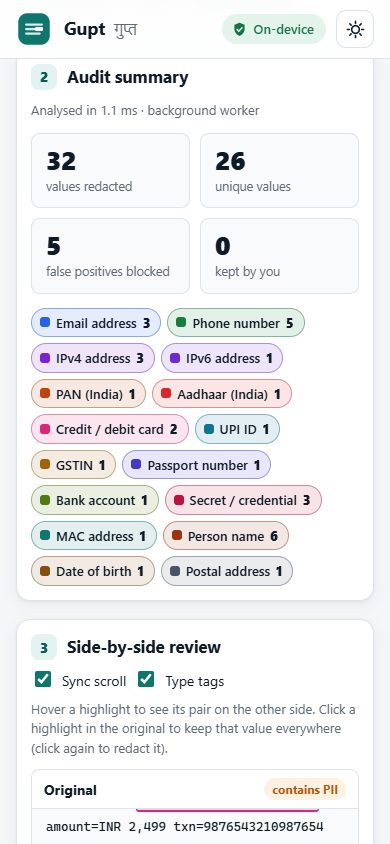 Gupt गुप्त
On-device
2 Audit summary
Analysed in 1.1 ms · background worker
32
values redacted
26
unique values
5
false positives blocked
0
kept by you
Email address 3
Phone number 5
IPv4 address 3
IPv6 address 1
PAN (India) 1
Aadhaar (India) 1
Credit / debit card 2
UPI ID 1
GSTIN 1
Passport number 1
Bank account 1
Secret / credential 3
MAC address 1
Person name 6
Date of birth 1
Postal address 1
3 Side-by-side review
Sync scroll
Type tags
Hover a highlight to see its pair on the other side. Click a
highlight in the original to keep that value everywhere
(click again to redact it).
Original
contains PII
amount=INR 2,499 txn=9876543210987654